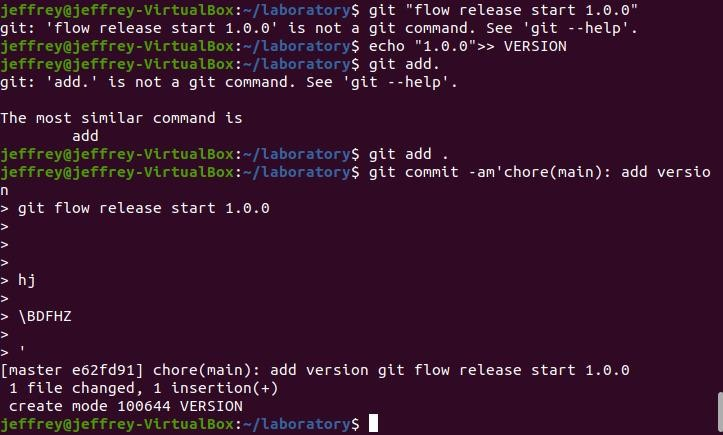 jeffrey@jeffrey-VirtualBox:~/laboratory$ git "flow release start 1.0.0"
git: 'flow release start 1.0.0' is not a git command. See 'git --help'.
jeffrey@jeffrey-VirtualBox:~/laboratory$ echo "1.0.0">> VERSION
jeffrey@jeffrey-VirtualBox:~/laboratory$ git add.
git: 'add.' is not a git command. See 'git --help'.

The most similar command is
        add
jeffrey@jeffrey-VirtualBox:~/laboratory$ git add .
jeffrey@jeffrey-VirtualBox:~/laboratory$ git commit -am'chore(main): add versio
n
> git flow release start 1.0.0
>
>
>
> hj
>
> \BDFHZ
>
> '
[master e62fd91] chore(main): add version git flow release start 1.0.0
 1 file changed, 1 insertion(+)
 create mode 100644 VERSION
jeffrey@jeffrey-VirtualBox:~/laboratory$